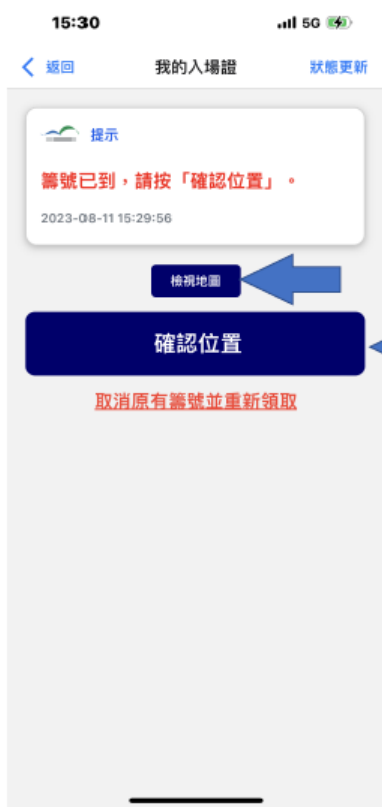 15:30
5G
返回
我的入場證
狀態更新
提示
籌號已到，請按「確認位置」。
2023-08-11 15:29:56
檢視地圖
確認位置
取消原有籌號並重新領取